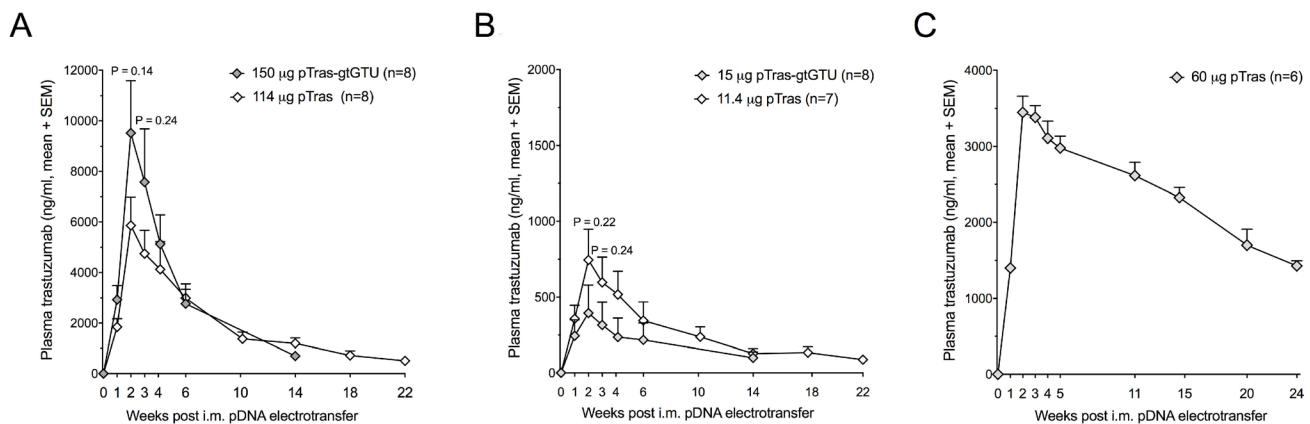 A
B
C
Plasma trastuzumab (ng/ml, mean + SEM)
12000
10000
8000
6000
4000
2000
0
P = 0.14
P = 0.24
150 µg pTras-gtGTU (n=8)
114 µg pTras (n=8)
0 1 2 3 4 6 10 14 18 22
Weeks post i.m. pDNA electrotransfer
Plasma trastuzumab (ng/ml, mean + SEM)
2000
1500
1000
500
0
P = 0.22
P = 0.24
15 µg pTras-gtGTU (n=8)
11.4 µg pTras (n=7)
0 1 2 3 4 6 10 14 18 22
Weeks post i.m. pDNA electrotransfer
Plasma trastuzumab (ng/ml, mean + SEM)
4000
3000
2000
1000
0
60 µg pTras (n=6)
0 1 2 3 4 5 11 15 20 24
Weeks post i.m. pDNA electrotransfer